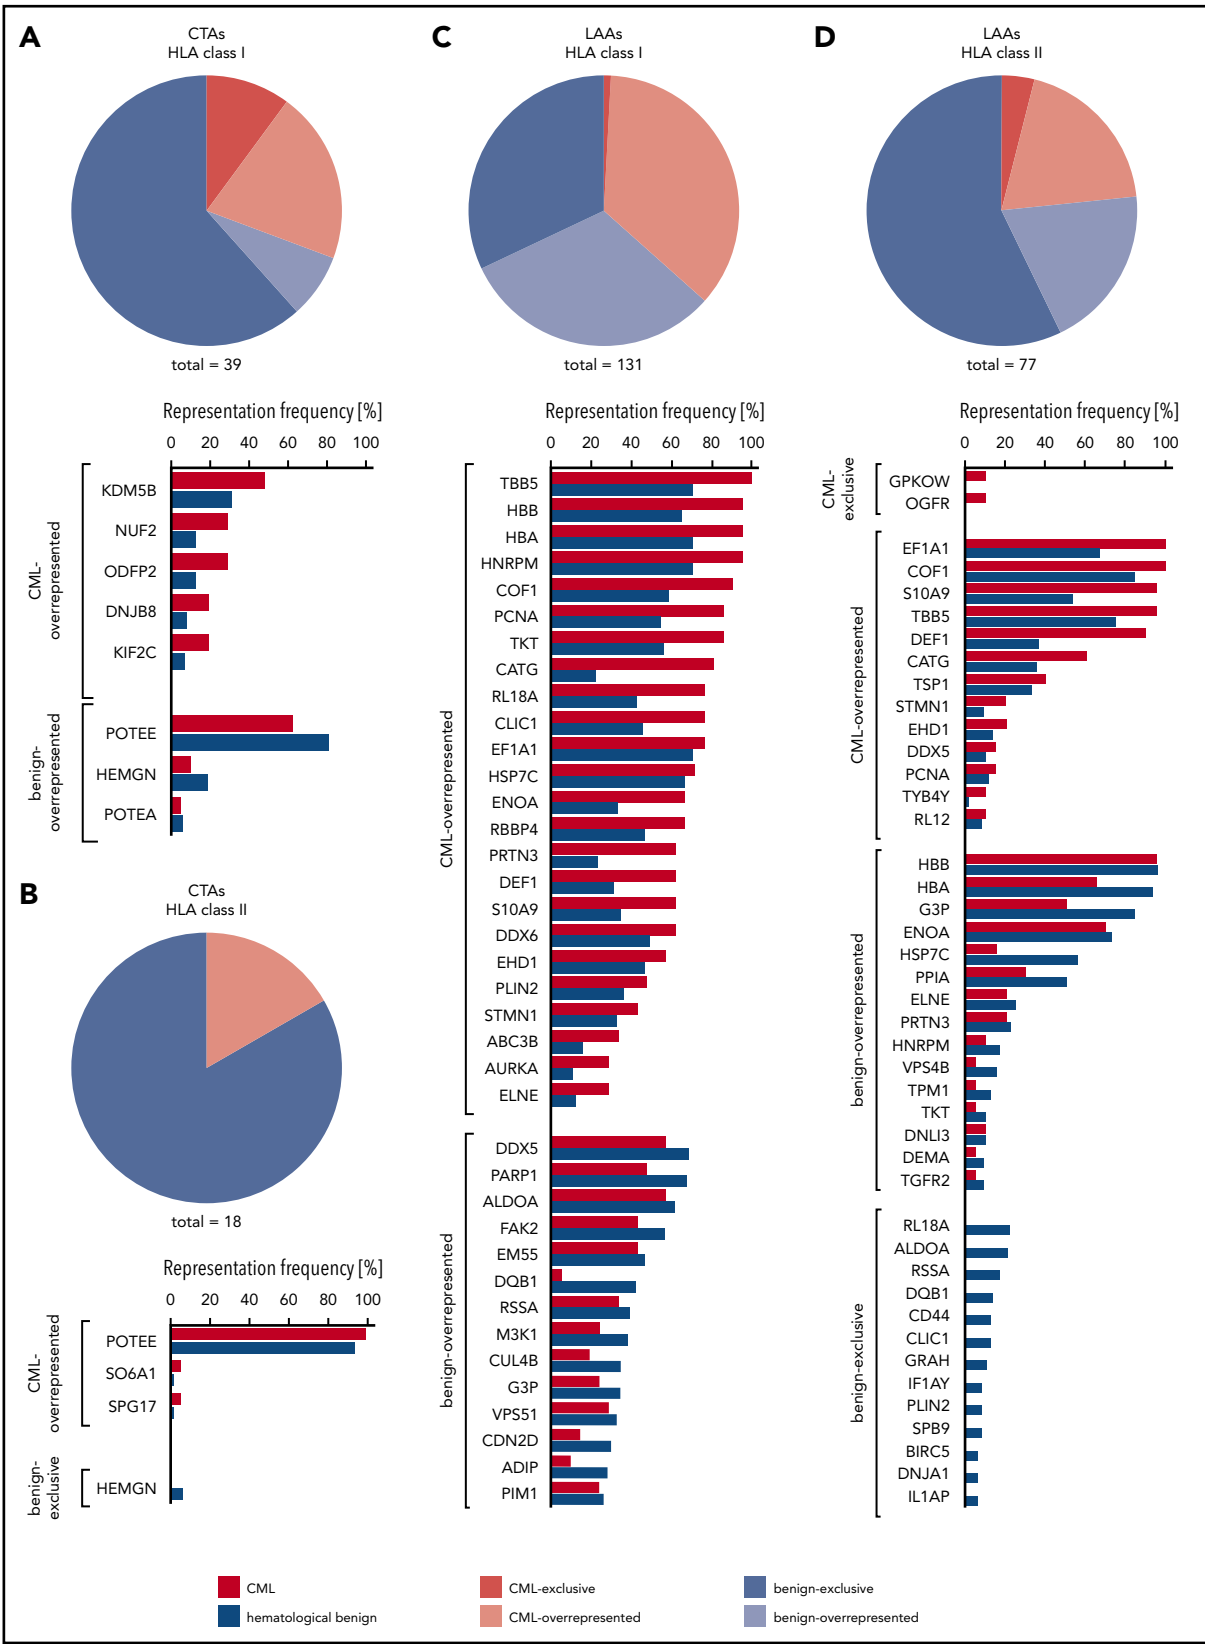 A
CTAs
HLA class I
total = 39
Representation frequency [%]
0 20 40 60 80 100
CML-
overrepresented
KDM5B
NUF2
ODFP2
DNJB8
KIF2C
benign-
overrepresented
POTEE
HEMGN
POTEA
B
CTAs
HLA class II
total = 18
Representation frequency [%]
0 20 40 60 80 100
CML-
overrepresented
POTEE
SO6A1
SPG17
benign-
exclusive
HEMGN
C
LAAs
HLA class I
total = 131
Representation frequency [%]
0 20 40 60 80 100
CML-overrepresented
TBB5
HBB
HBA
HNRPM
COF1
PCNA
TKT
CATG
RL18A
CLIC1
EF1A1
HSP7C
ENOA
RBBP4
PRTN3
DEF1
S10A9
DDX6
EHD1
PLIN2
STMN1
ABC3B
AURKA
ELNE
benign-overrepresented
DDX5
PARP1
ALDOA
FAK2
EM55
DQB1
RSSA
M3K1
CUL4B
G3P
VPS51
CDN2D
ADIP
PIM1
D
LAAs
HLA class II
total = 77
Representation frequency [%]
0 20 40 60 80 100
CML-
exclusive
GPKOW
OGFR
CML-overrepresented
EF1A1
COF1
S10A9
TBB5
DEF1
CATG
TSP1
STMN1
EHD1
DDX5
PCNA
TYB4Y
RL12
benign-overrepresented
HBB
HBA
G3P
ENOA
HSP7C
PPIA
ELNE
PRTN3
HNRPM
VPS4B
TPM1
TKT
DNLI3
DEMA
TGFR2
benign-exclusive
RL18A
ALDOA
RSSA
DQB1
CD44
CLIC1
GRAH
IF1AY
PLIN2
SPB9
BIRC5
DNJA1
IL1AP
CML
hematological benign
CML-exclusive
CML-overrepresented
benign-exclusive
benign-overrepresented